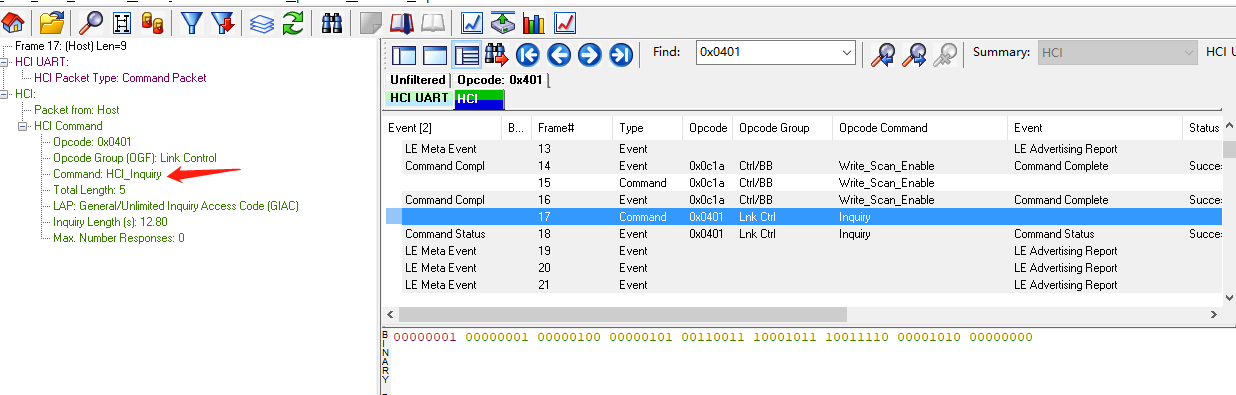 Frame 17: (Host) Len=9
HCI UART:
HCI Packet Type: Command Packet
HCI:
Packet from: Host
HCI Command
Opcode: 0x0401
Opcode Group (OGF): Link Control
Command: HCI_Inquiry
Total Length: 5
LAP: General/Unlimited Inquiry Access Code (GIAC)
Inquiry Length (s): 12.80
Max. Number Responses: 0
Find: 0x0401 Summary: HCI HCI U
Unfiltered Opcode: 0x401
HCI UART HCI
Event [2] B... Frame# Type Opcode Opcode Group Opcode Command Event Status
LE Meta Event 13 Event LE Advertising Report
Command Compl 14 Event 0x0c1a Ctrl/BB Write_Scan_Enable Command Complete Succe
15 Command 0x0c1a Ctrl/BB Write_Scan_Enable
Command Compl 16 Event 0x0c1a Ctrl/BB Write_Scan_Enable Command Complete Succe
17 Command 0x0401 Lnk Ctrl Inquiry
Command Status 18 Event 0x0401 Lnk Ctrl Inquiry Command Status Succe
LE Meta Event 19 Event LE Advertising Report
LE Meta Event 20 Event LE Advertising Report
LE Meta Event 21 Event LE Advertising Report
BINARY
00000001 00000001 00000100 00000101 00110011 10001011 10011110 00001010 00000000